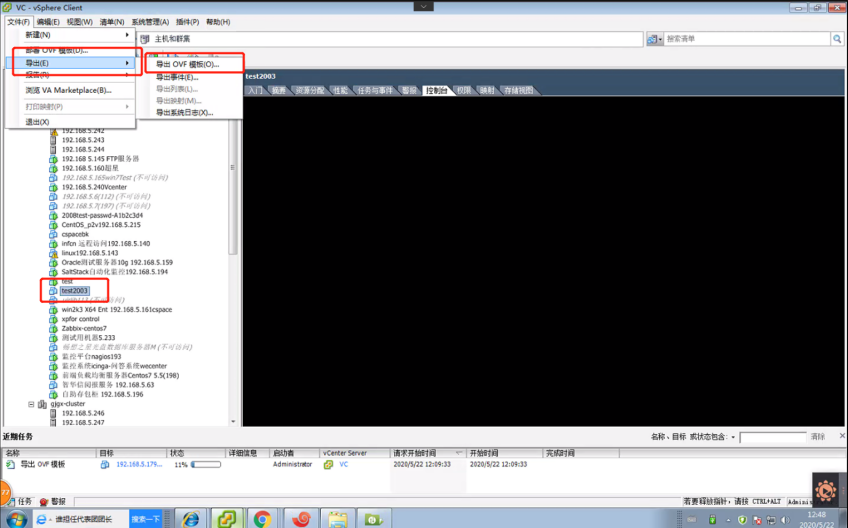 VC - vSphere Client
文件(F) 编辑(E) 视图(W) 清单(N) 系统管理(A) 插件(P) 帮助(H)
新建(N)
主机和群集
搜索清单
部署 OVF 模板(D)...
导出(E)
导出 OVF 模板(O)...
报告(R)
导出事件(E)...
test2003
浏览 VA Marketplace(B)...
导出列表(L)...
入门 摘要 资源分配 性能 任务与事件 警报 控制台 权限 映射 存储视图
打印映射(P)
导出映射(M)...
退出(X)
导出系统日志(X)...
192.168.5.242
192.168.5.243
192.168.5.244
192.168 5.145 FTP服务器
192.168.5.160超星
192.168.5.165win7Test (不可访问)
192.168.5.240Vcenter
192.168.5.6(112) (不可访问)
192.168.5.7(197) (不可访问)
2008test-passwd-A1b2c3d4
CentOS_p2v192.168.5.215
cspacebk
infcn 远程访问192.168.5.140
linux192.168.5.143
Oracle测试服务器10g 192.168.5.159
SaltStack自动化监控192.168.5.194
test
test2003
(不可访问)
win2k3 X64 Ent 192.168.5.161cspace
xpfor control
Zabbix-centos7
测试用机器5.233
畅想之星光盘数据库服务器M (不可访问)
监控平台nagios193
监控系统icinga-问答系统wecenter
前端负载均衡服务器Centos7 5.5(198)
智华信阅报服务 192.168.5.63
自助存包柜 192.168.5.196
gjgx-cluster
192.168.5.246
192.168.5.247
近期任务
名称、目标 或状态包含:
清除
名称 目标 状态 详细信息 启动者 vCenter Server 请求开始时间 开始时间 完成时间
导出 OVF 模板 192.168.5.179... 11% Administrator VC 2020/5/22 12:09:33 2020/5/22 12:09:33
任务 警报
若要释放指针，请按 CTRL+ALT
谁担任代表团团长 搜索一下
12:48
2020/5/22